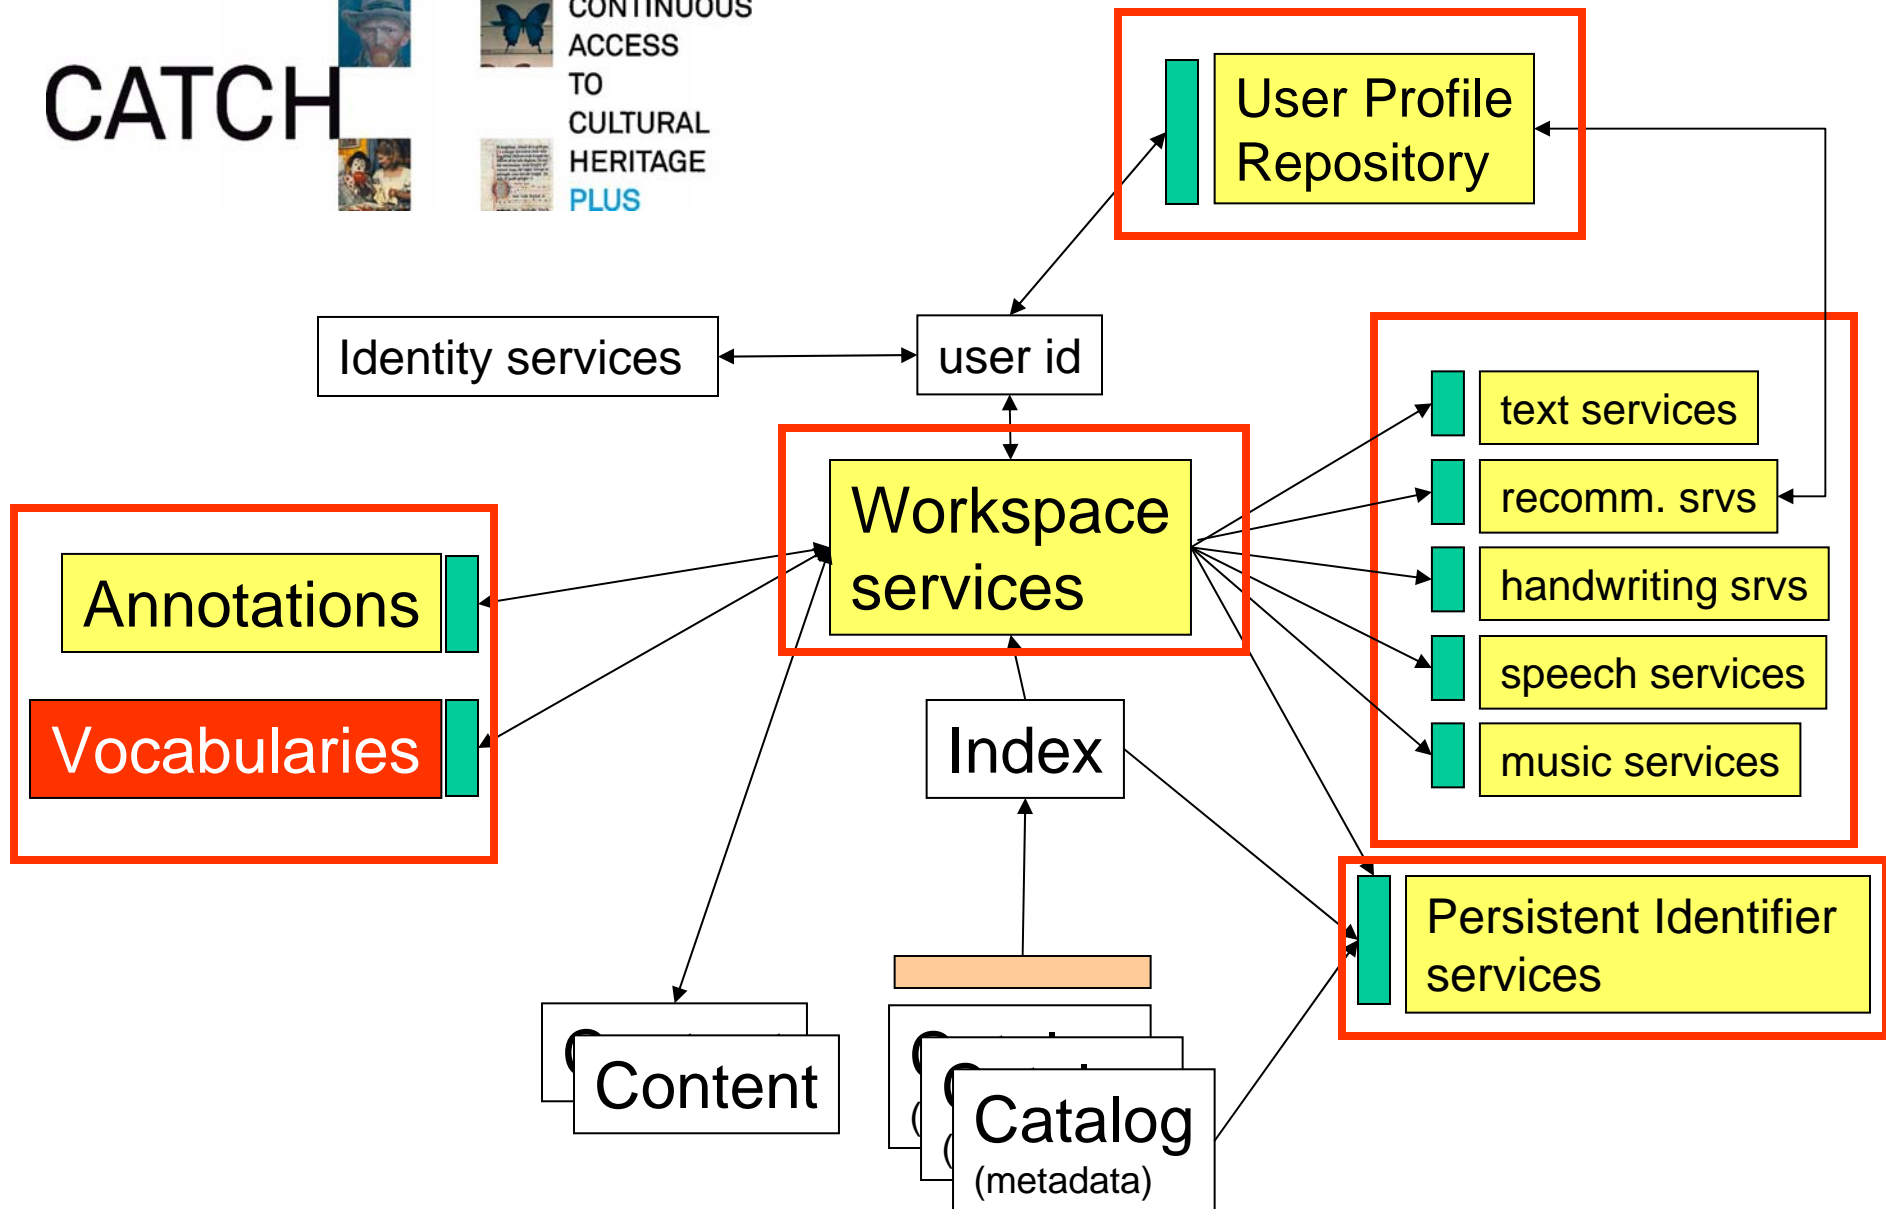 CATCH
CONTINUOUS
ACCESS
TO
CULTURAL
HERITAGE
PLUS
User Profile
Repository
Identity services
user id
text services
recomm. srvs
handwriting srvs
speech services
music services
Workspace
services
Annotations
Vocabularies
Index
Persistent Identifier
services
Content
Catalog
(metadata)